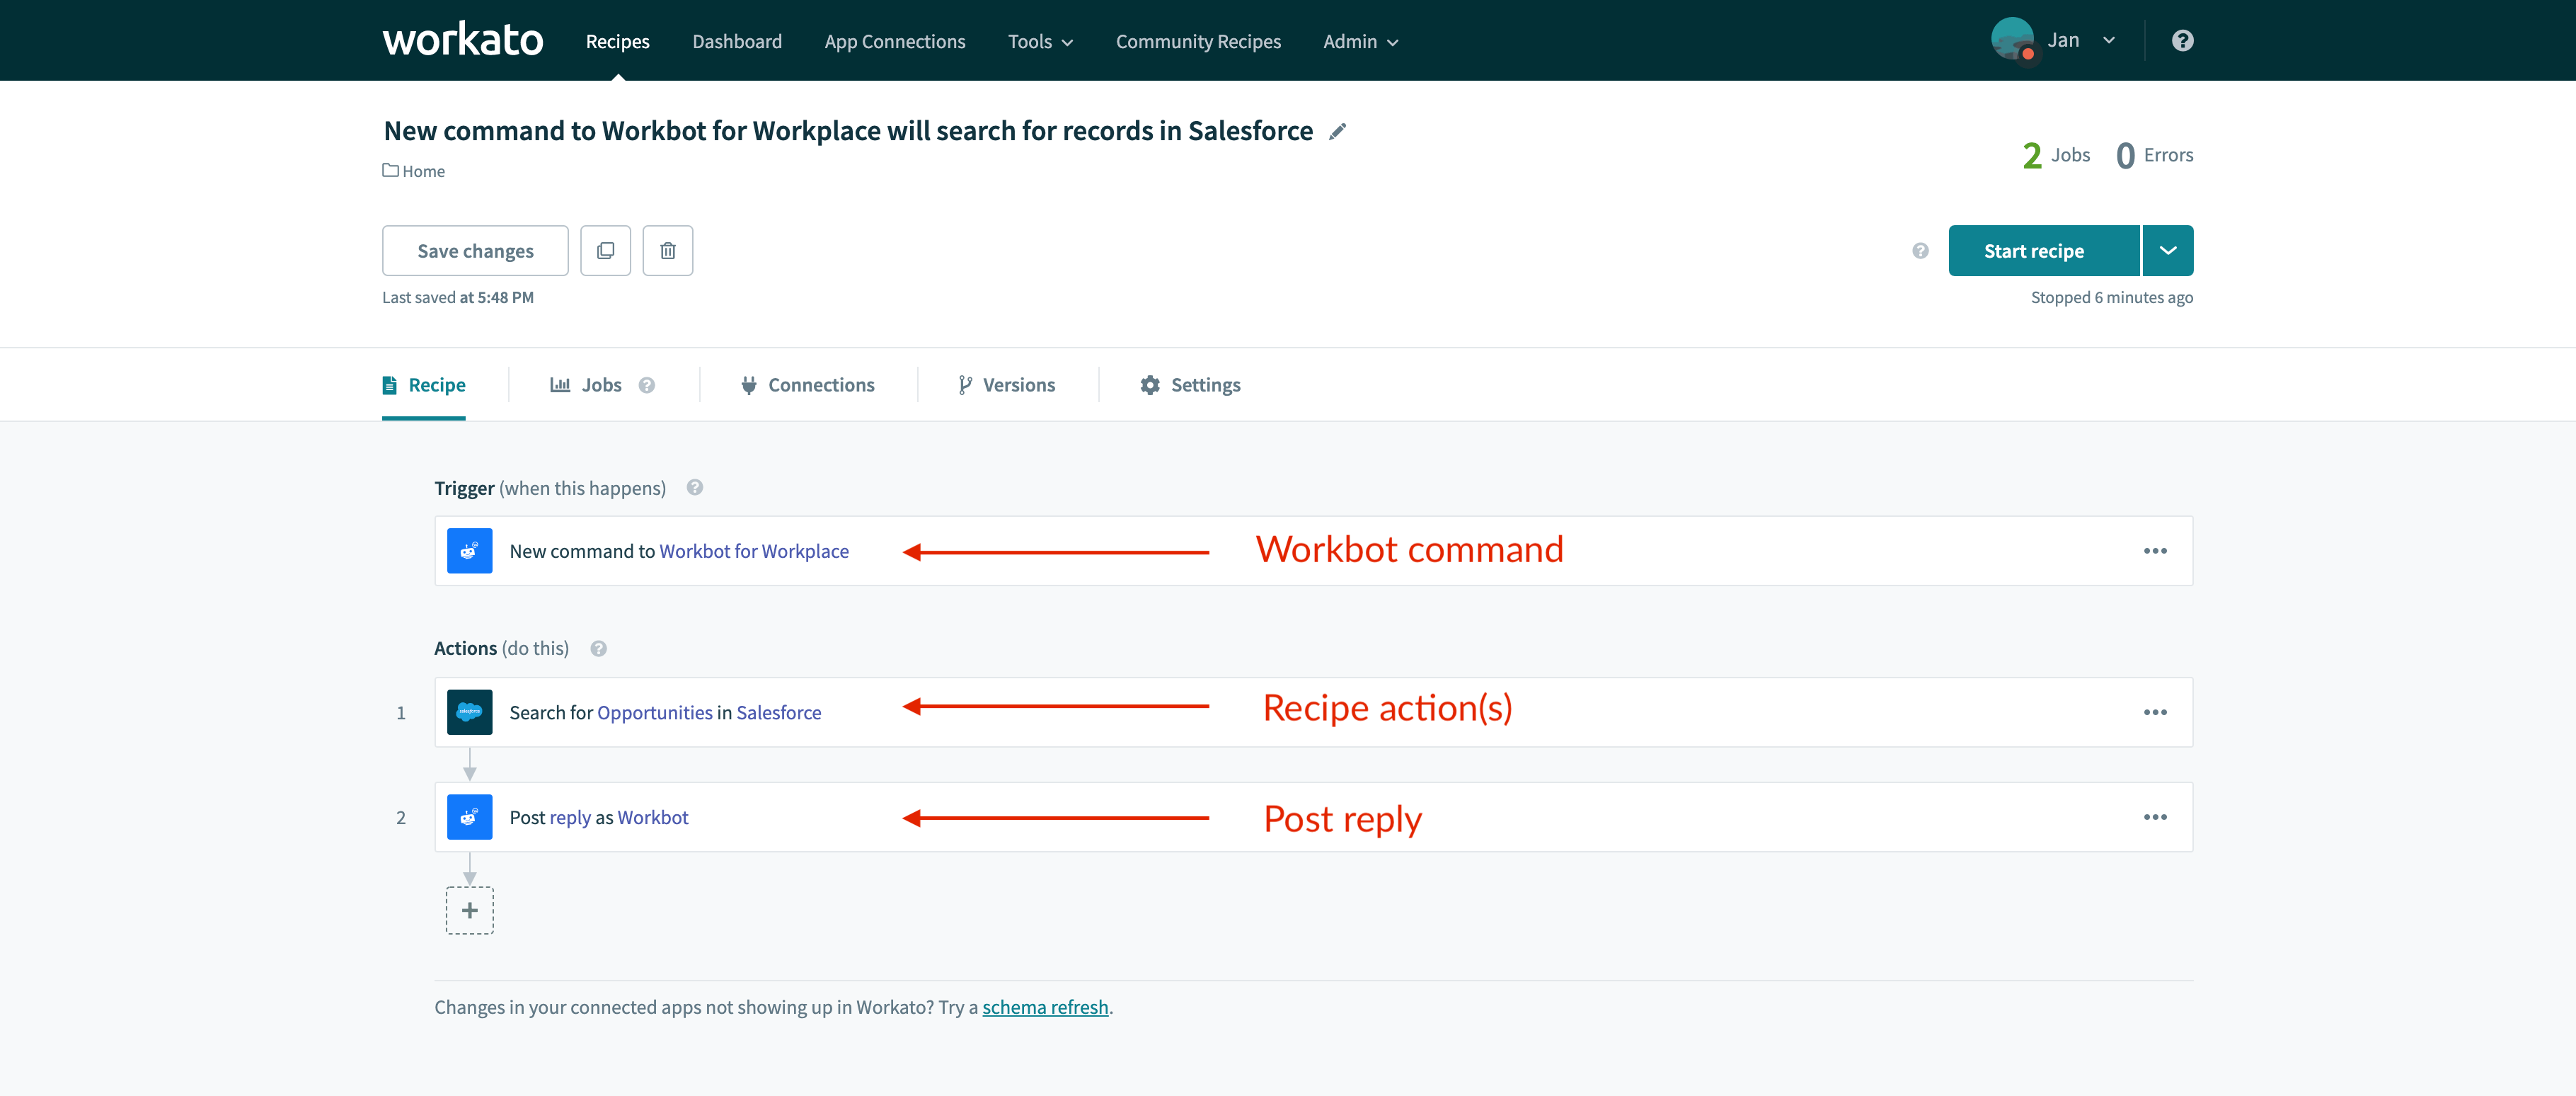 workato Recipes Dashboard App Connections Tools Community Recipes Admin Jan ?
New command to Workbot for Workplace will search for records in Salesforce
Home
2 Jobs 0 Errors
Save changes
? Start recipe
Last saved at 5:48 PM
Stopped 6 minutes ago
Recipe Jobs ? Connections Versions Settings
Trigger (when this happens) ?
New command to Workbot for Workplace Workbot command
Actions (do this) ?
1 salesforce Search for Opportunities in Salesforce Recipe action(s)
2 Post reply as Workbot Post reply
Changes in your connected apps not showing up in Workato? Try a schema refresh.